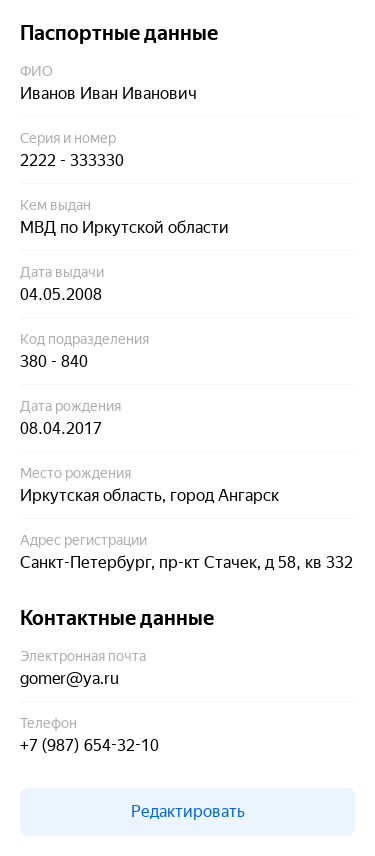 Паспортные данные
ФИО
Иванов Иван Иванович
Серия и номер
2222 - 333330
Кем выдан
МВД по Иркутской области
Дата выдачи
04.05.2008
Код подразделения
380 - 840
Дата рождения
08.04.2017
Место рождения
Иркутская область, город Ангарск
Адрес регистрации
Санкт-Петербург, пр-кт Стачек, д 58, кв 332
Контактные данные
Электронная почта
gomer@ya.ru
Телефон
+7 (987) 654-32-10
Редактировать